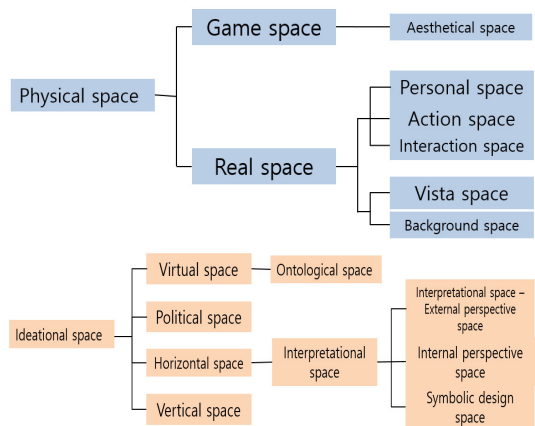 Game space
Aesthetical space
Physical space
Personal space
Action space
Interaction space
Real space
Vista space
Background space
Virtual space
Ontological space
Political space
Ideational space
Interpretational space –
External perspective
space
Horizontal space
Interpretational
space
Internal perspective
space
Vertical space
Symbolic design
space